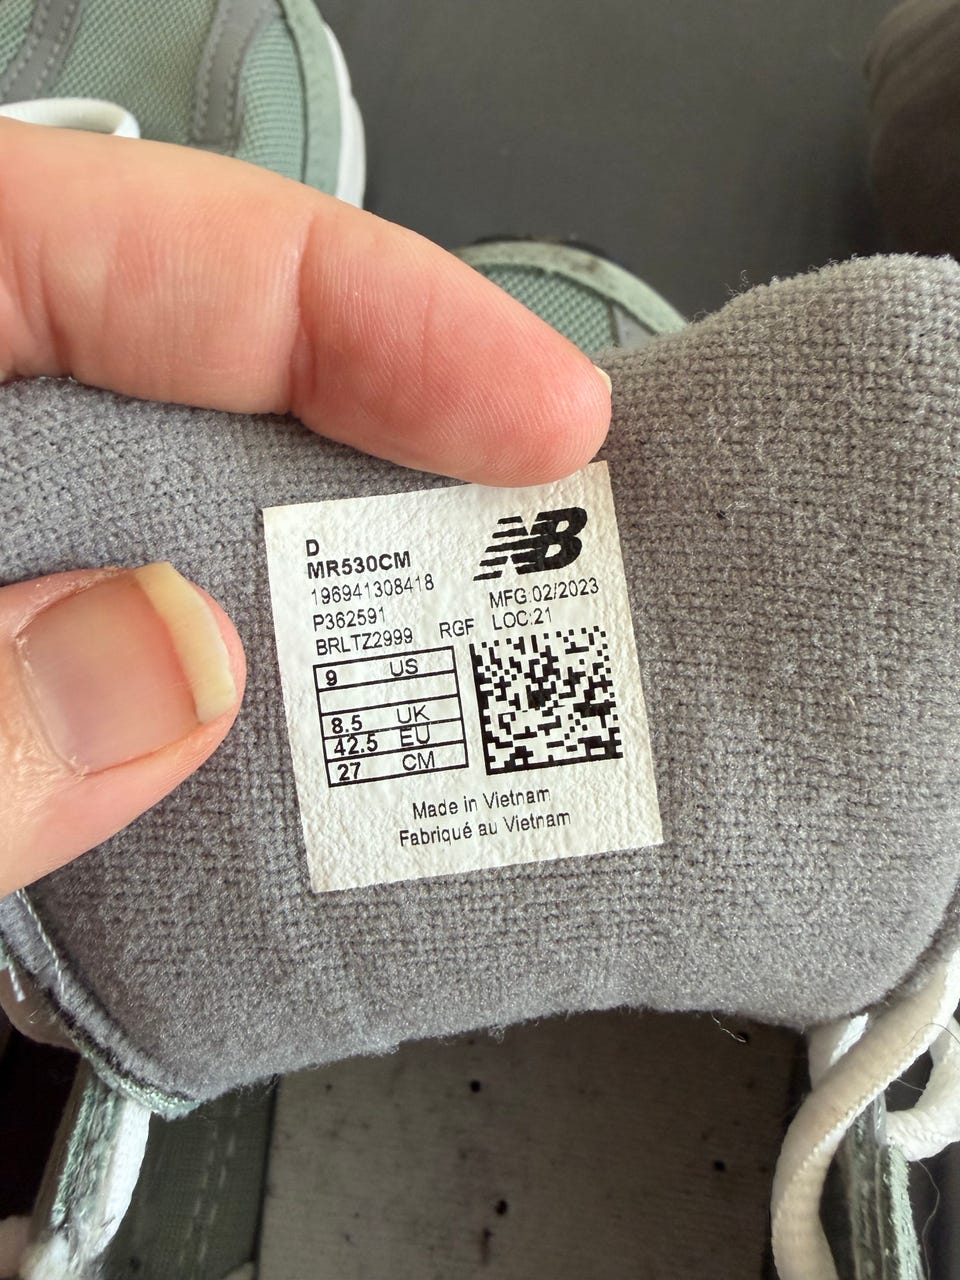 D
MR530CM
196941308418
P362591
BRLTZ2999 RGF
NB
MFG:02/2023
LOC:21
9 US
8.5 UK
42.5 EU
27 CM
Made in Vietnam
Fabriqué au Vietnam